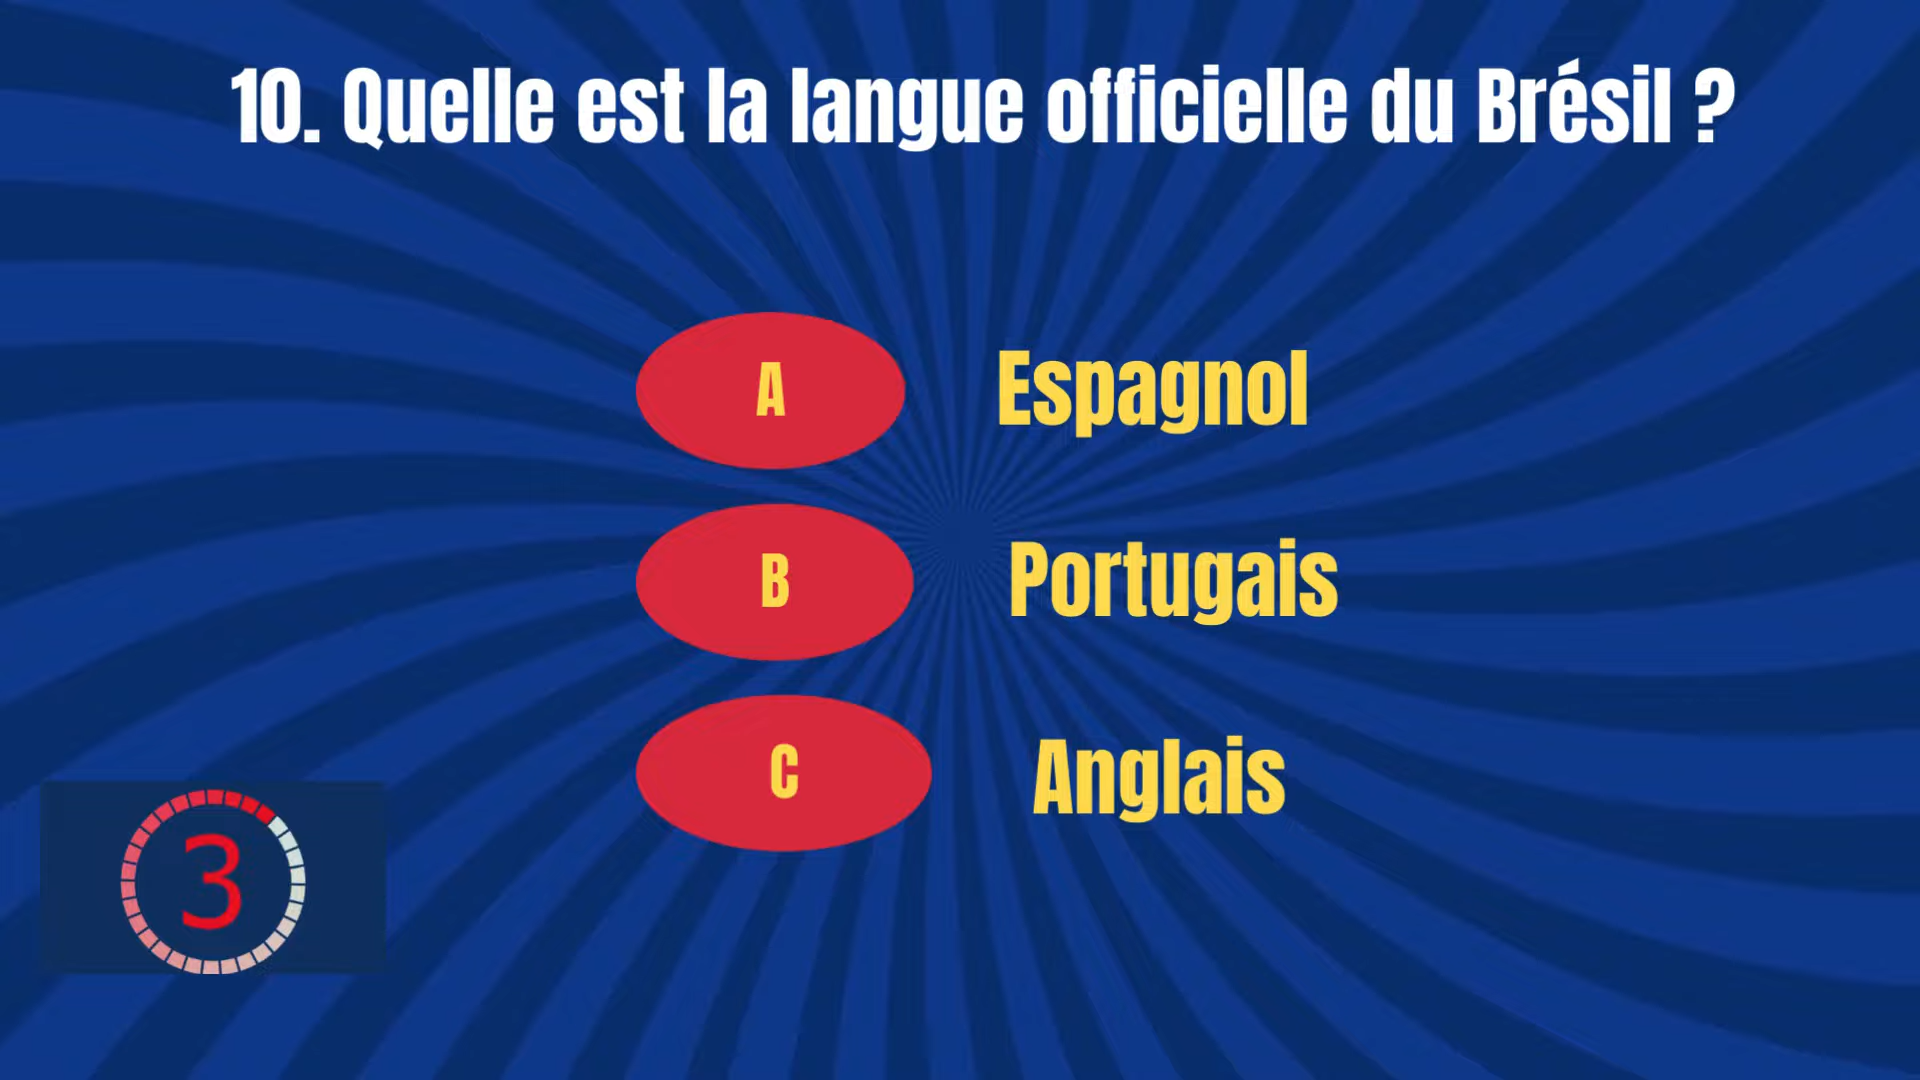 10. Quelle est la langue officielle du Brésil ?
A Espagnol
B Portugais
C Anglais
3